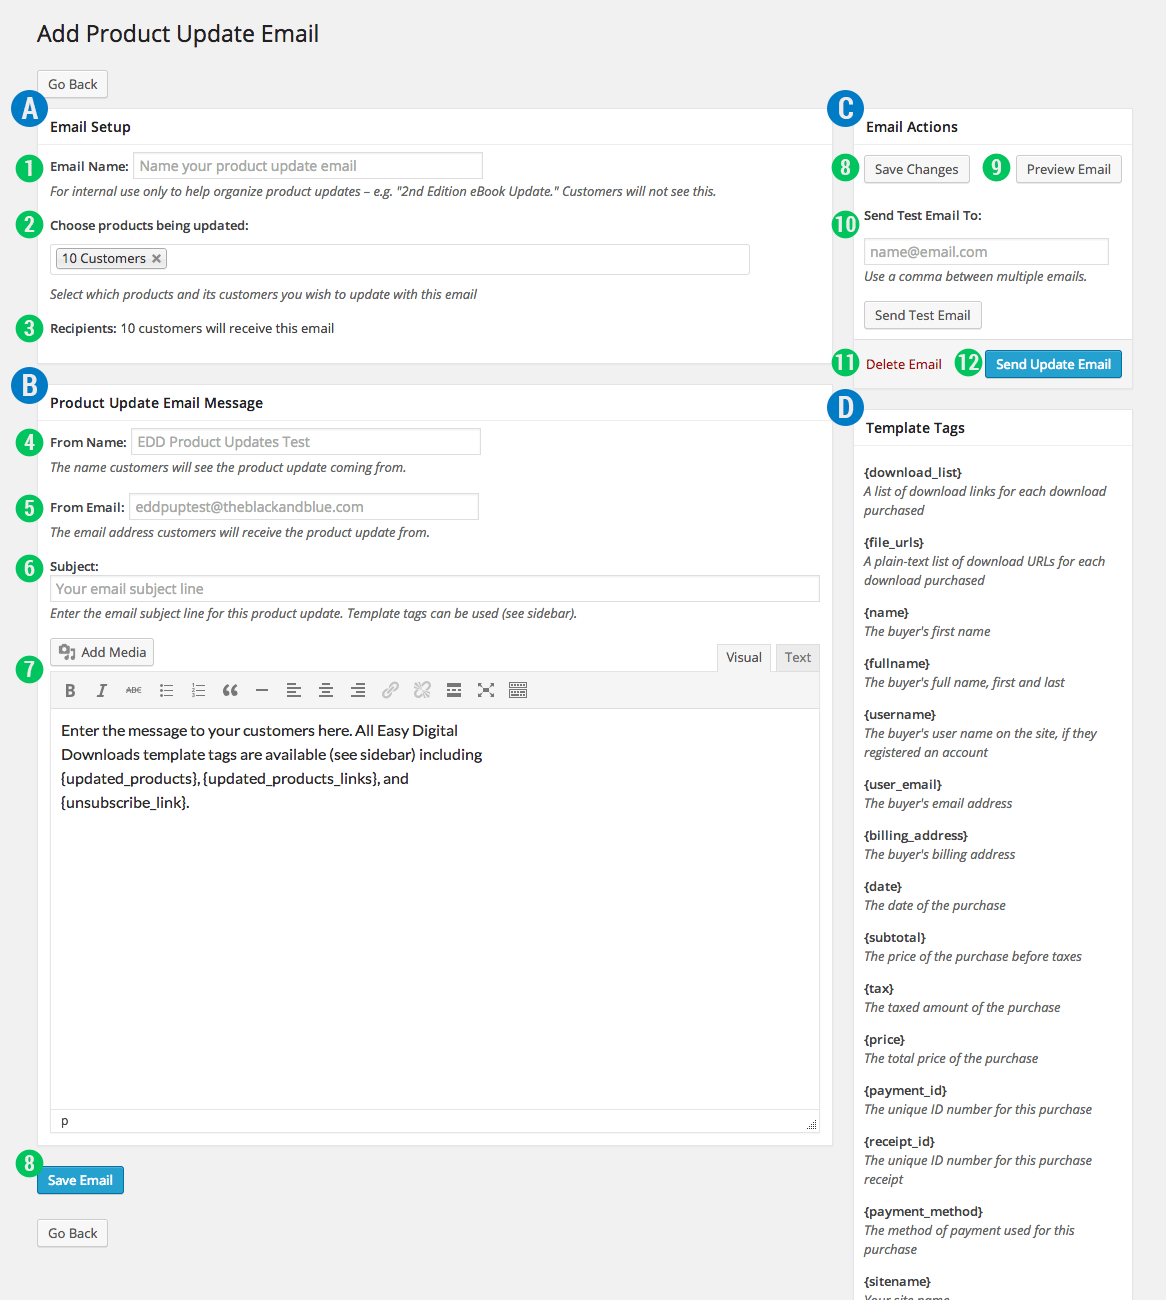 Add Product Update Email
Go Back
A
Email Setup
1 Email Name: Name your product update email
For internal use only to help organize product updates – e.g. "2nd Edition eBook Update." Customers will not see this.
2 Choose products being updated:
10 Customers ×
Select which products and its customers you wish to update with this email
3 Recipients: 10 customers will receive this email
B
Product Update Email Message
4 From Name: EDD Product Updates Test
The name customers will see the product update coming from.
5 From Email: eddpuptest@theblackandblue.com
The email address customers will receive the product update from.
6 Subject:
Your email subject line
Enter the email subject line for this product update. Template tags can be used (see sidebar).
Add Media
Visual Text
7
B I ABC
Enter the message to your customers here. All Easy Digital
Downloads template tags are available (see sidebar) including
{updated_products}, {updated_products_links}, and
{unsubscribe_link}.
p
8 Save Email
Go Back
C
Email Actions
8 Save Changes 9 Preview Email
10 Send Test Email To:
name@email.com
Use a comma between multiple emails.
Send Test Email
11 Delete Email 12 Send Update Email
D
Template Tags
{download_list}
A list of download links for each download
purchased
{file_urls}
A plain-text list of download URLs for each
download purchased
{name}
The buyer's first name
{fullname}
The buyer's full name, first and last
{username}
The buyer's user name on the site, if they
registered an account
{user_email}
The buyer's email address
{billing_address}
The buyer's billing address
{date}
The date of the purchase
{subtotal}
The price of the purchase before taxes
{tax}
The taxed amount of the purchase
{price}
The total price of the purchase
{payment_id}
The unique ID number for this purchase
{receipt_id}
The unique ID number for this purchase
receipt
{payment_method}
The method of payment used for this
purchase
{sitename}
Your site name